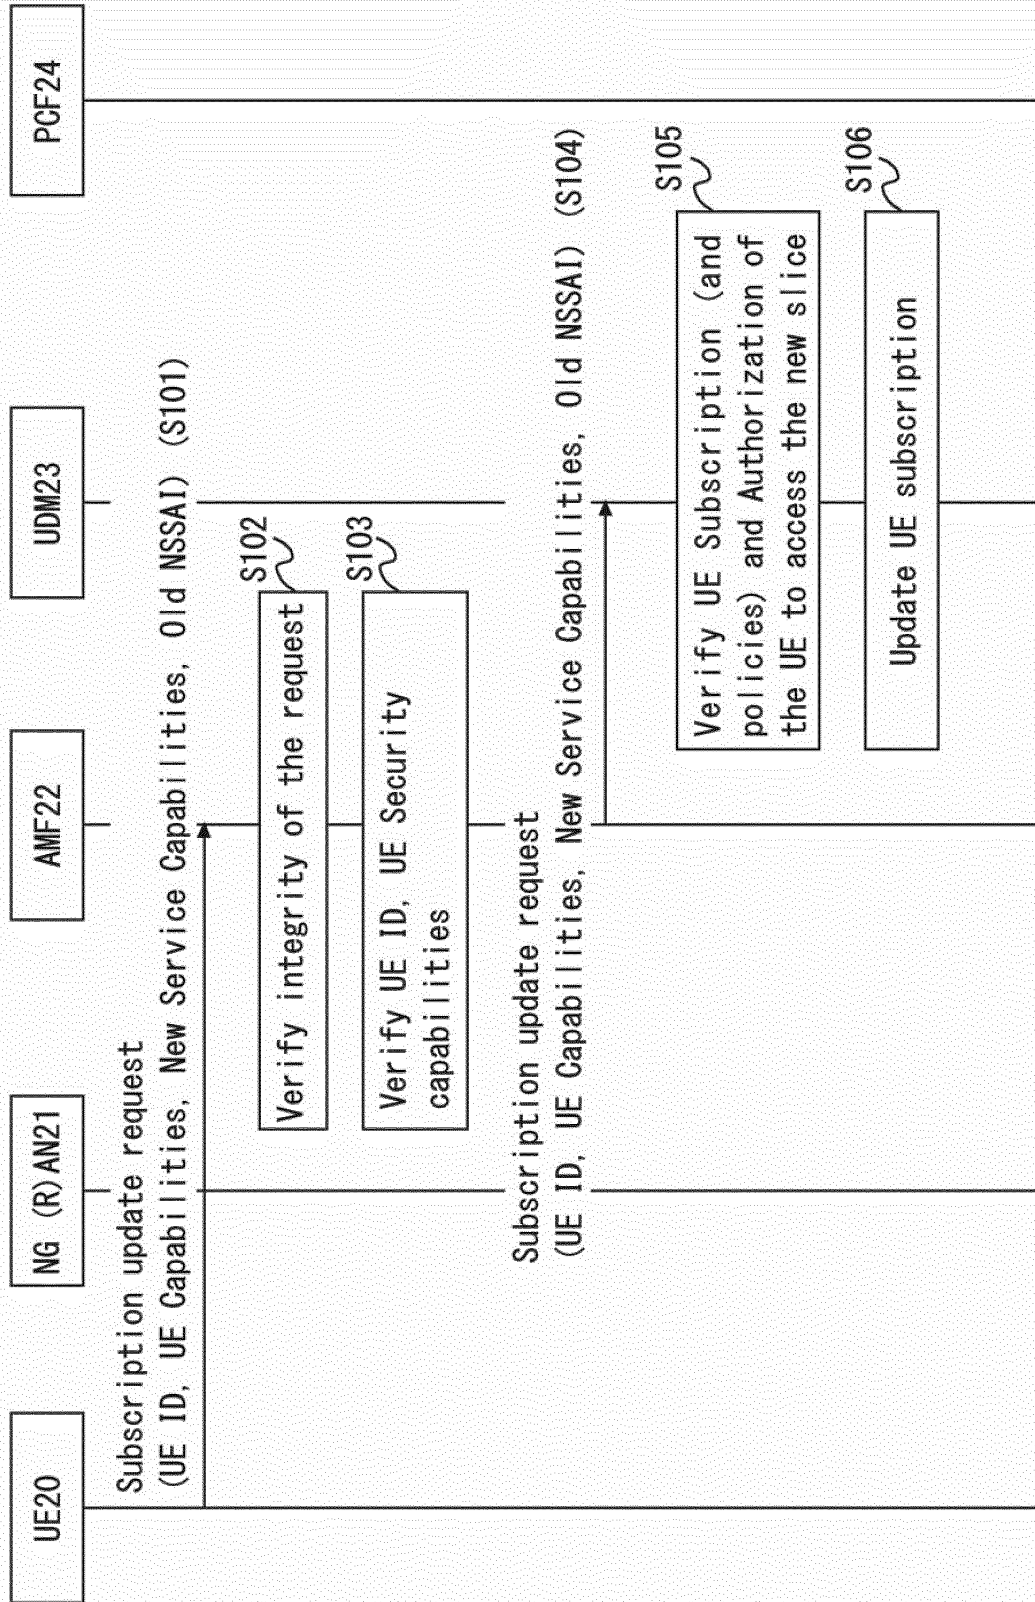 UE20
NG (R)AN21
AMF22
UDM23
PCF24
Subscription update request
(UE ID, UE Capabilities, New Service Capabilities, Old NSSAI) (S101)
S102
Verify integrity of the request
S103
Verify UE ID, UE Security
capabilities
Subscription update request
(UE ID, UE Capabilities, New Service Capabilities, Old NSSAI) (S104)
S105
Verify UE Subscription (and
policies) and Authorization of
the UE to access the new slice
S106
Update UE subscription